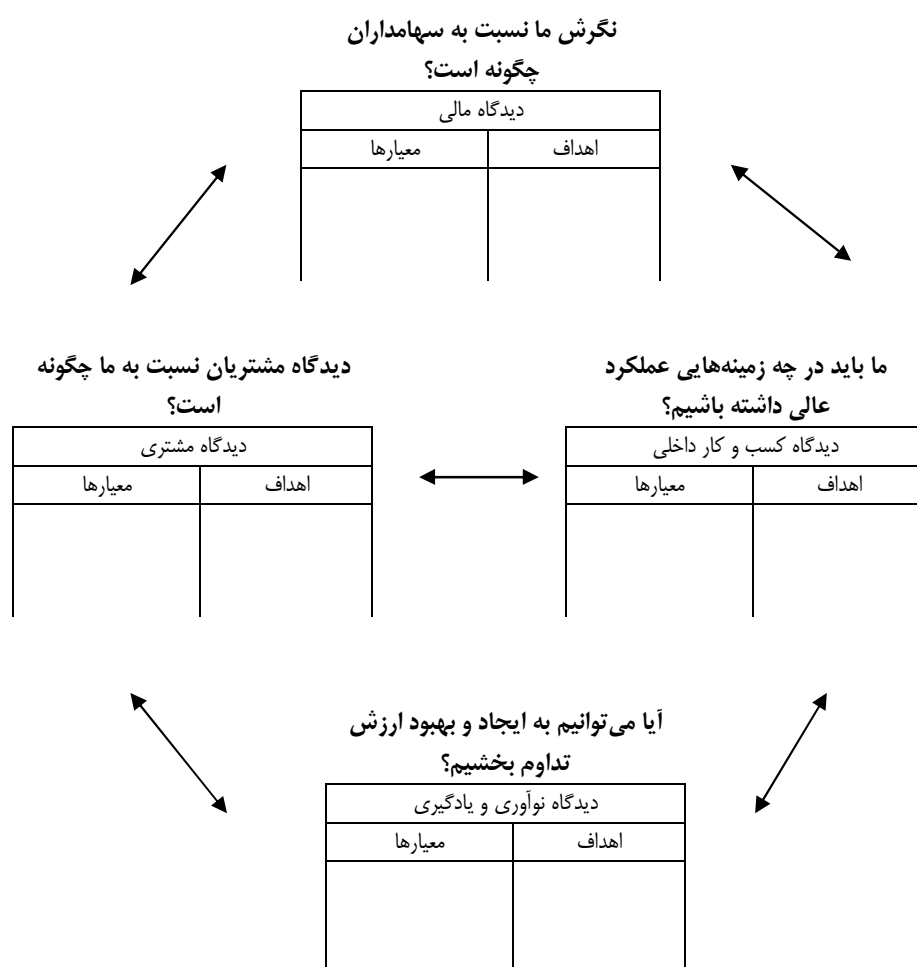 نگرش ما نسبت به سهامداران
چگونه است؟
دیدگاه مالی
اهداف
معیارها
ما باید در چه زمینه‌هایی عملکرد
عالی داشته باشیم؟
دیدگاه کسب و کار داخلی
اهداف
معیارها
دیدگاه مشتریان نسبت به ما چگونه
است؟
دیدگاه مشتری
اهداف
معیارها
آیا می‌توانیم به ایجاد و بهبود ارزش
تداوم بخشیم؟
دیدگاه نوآوری و یادگیری
اهداف
معیارها